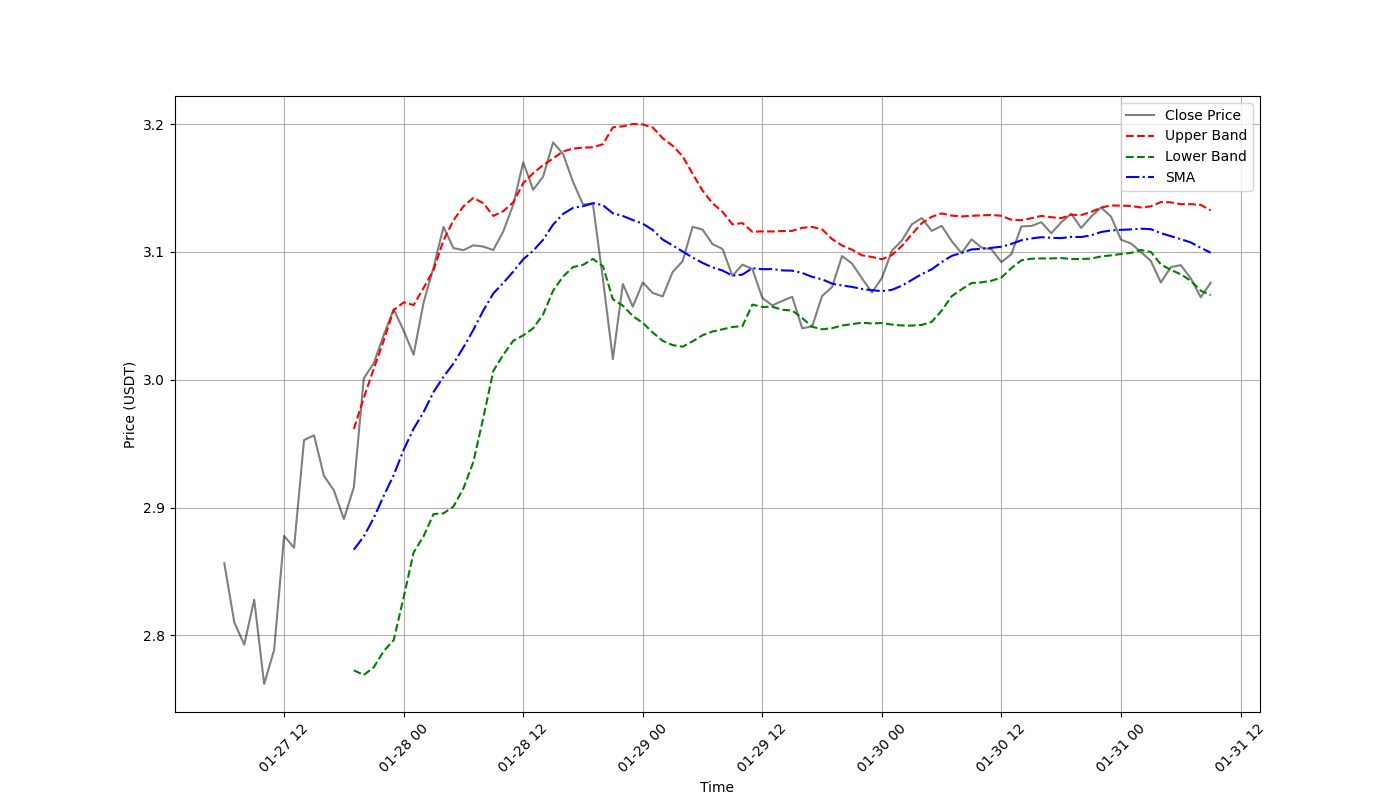 3.2
3.1
3.0
2.9
2.8
Price (USDT)
Close Price
Upper Band
Lower Band
SMA
01-27 12
01-28 00
01-28 12
01-29 00
01-29 12
01-30 00
01-30 12
01-31 00
01-31 12
Time